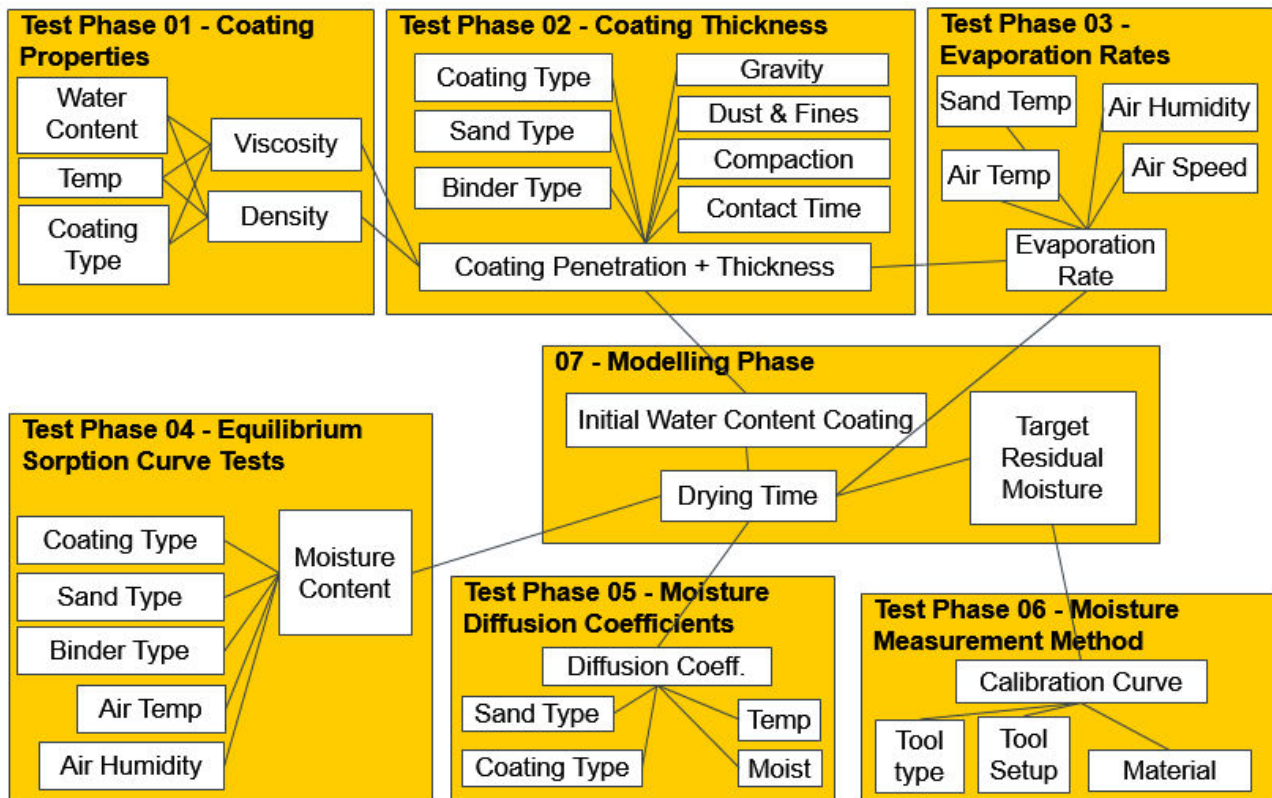 Test Phase 01 - Coating
Properties
Water
Content
Temp
Coating
Type
Viscosity
Density
Test Phase 02 - Coating Thickness
Coating Type
Sand Type
Binder Type
Gravity
Dust & Fines
Compaction
Contact Time
Coating Penetration + Thickness
Test Phase 03 -
Evaporation Rates
Sand Temp
Air Humidity
Air Temp
Air Speed
Evaporation
Rate
07 - Modelling Phase
Initial Water Content Coating
Drying Time
Target
Residual
Moisture
Test Phase 04 - Equilibrium
Sorption Curve Tests
Coating Type
Sand Type
Binder Type
Air Temp
Air Humidity
Moisture
Content
Test Phase 05 - Moisture
Diffusion Coefficients
Diffusion Coeff.
Sand Type
Temp
Coating Type
Moist
Test Phase 06 - Moisture
Measurement Method
Calibration Curve
Tool
type
Tool
Setup
Material